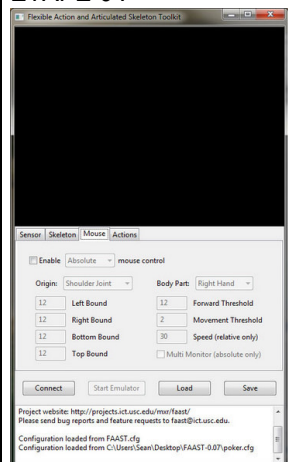 Flexible Action and Articulated Skeleton Toolkit
Sensor Skeleton Mouse Actions
Enable Absolute mouse control
Origin: Shoulder Joint Body Part: Right Hand
12 Left Bound 12 Forward Threshold
12 Right Bound 2 Movement Threshold
12 Bottom Bound 30 Speed (relative only)
12 Top Bound Multi Monitor (absolute only)
Connect Start Emulator Load Save
Project website: http://projects.ict.usc.edu/mxr/faast/
Please send bug reports and feature requests to faast@ict.usc.edu.
Configuration loaded from FAAST.cfg
Configuration loaded from C:\Users\Sean\Desktop\FAAST-0.07\poker.cfg